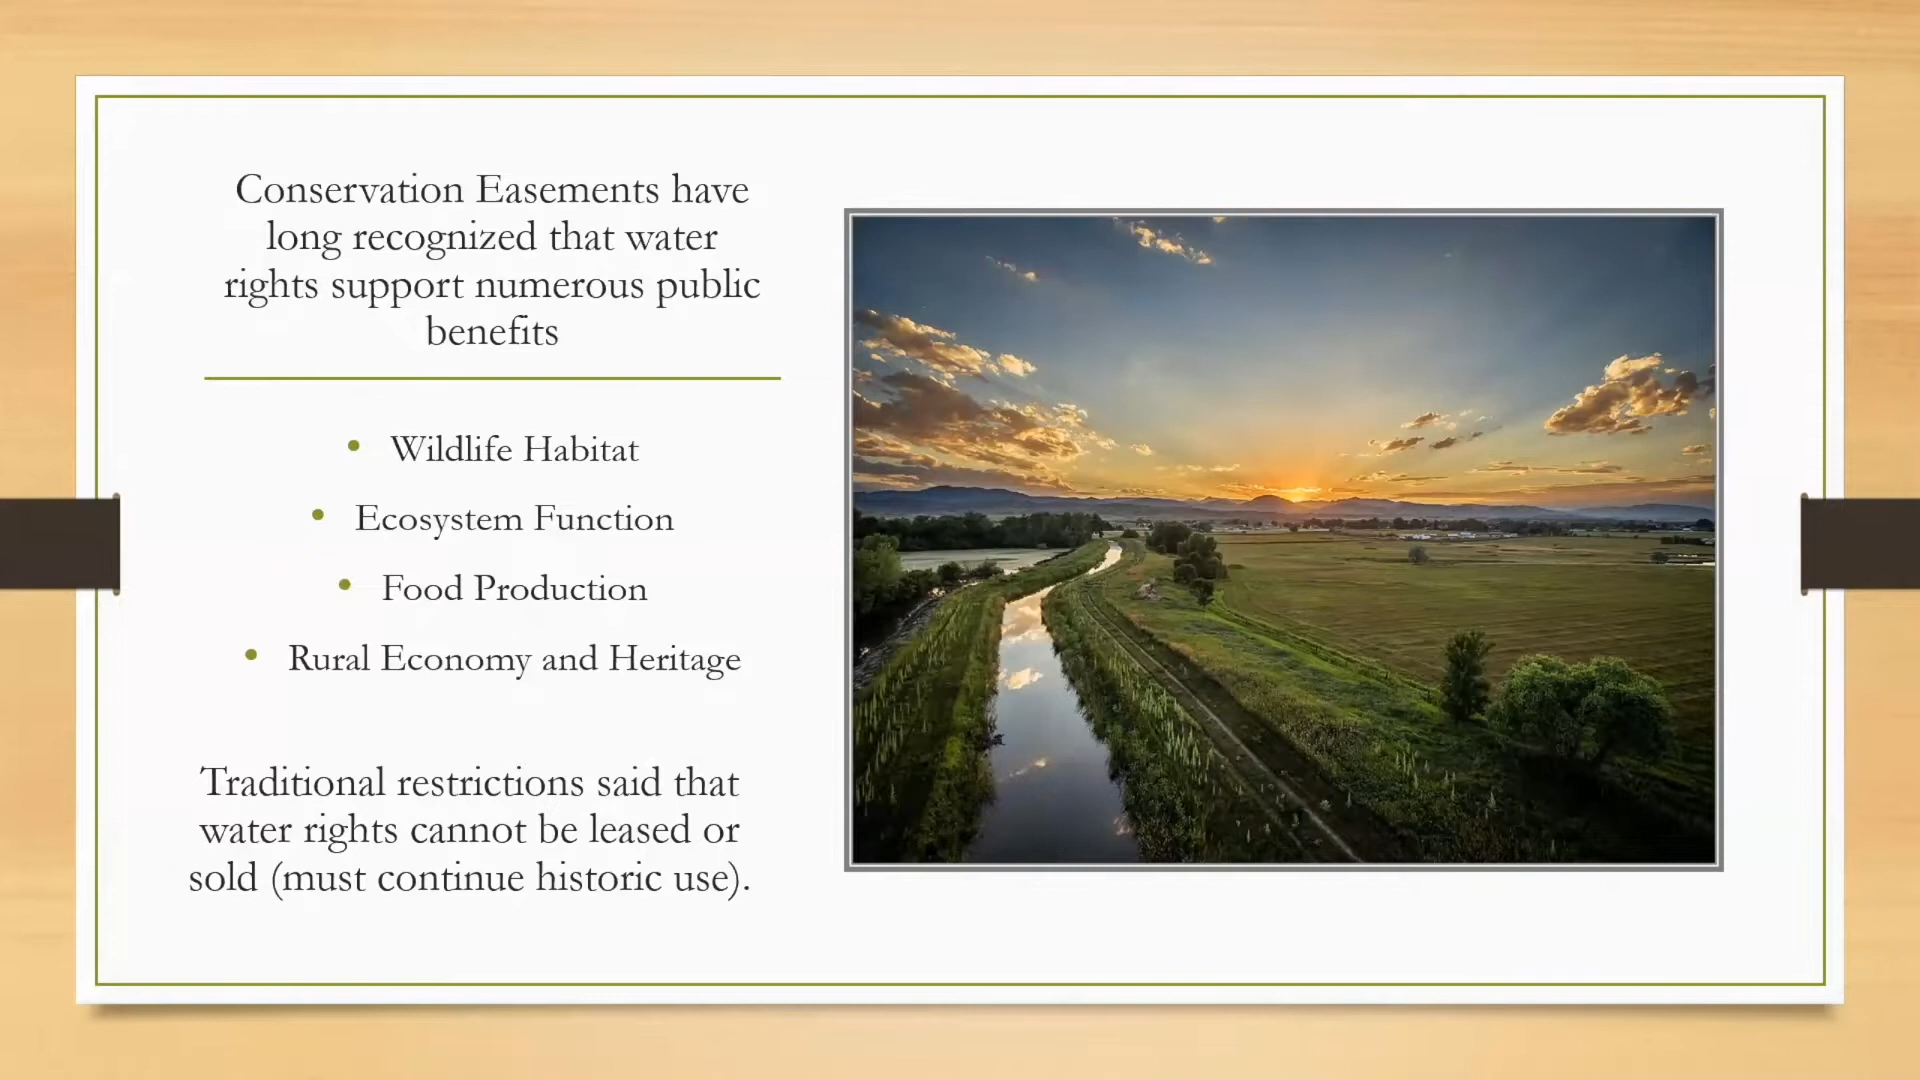 Conservation Easements have
long recognized that water
rights support numerous public
benefits
• Wildlife Habitat
• Ecosystem Function
• Food Production
• Rural Economy and Heritage
Traditional restrictions said that
water rights cannot be leased or
sold (must continue historic use).